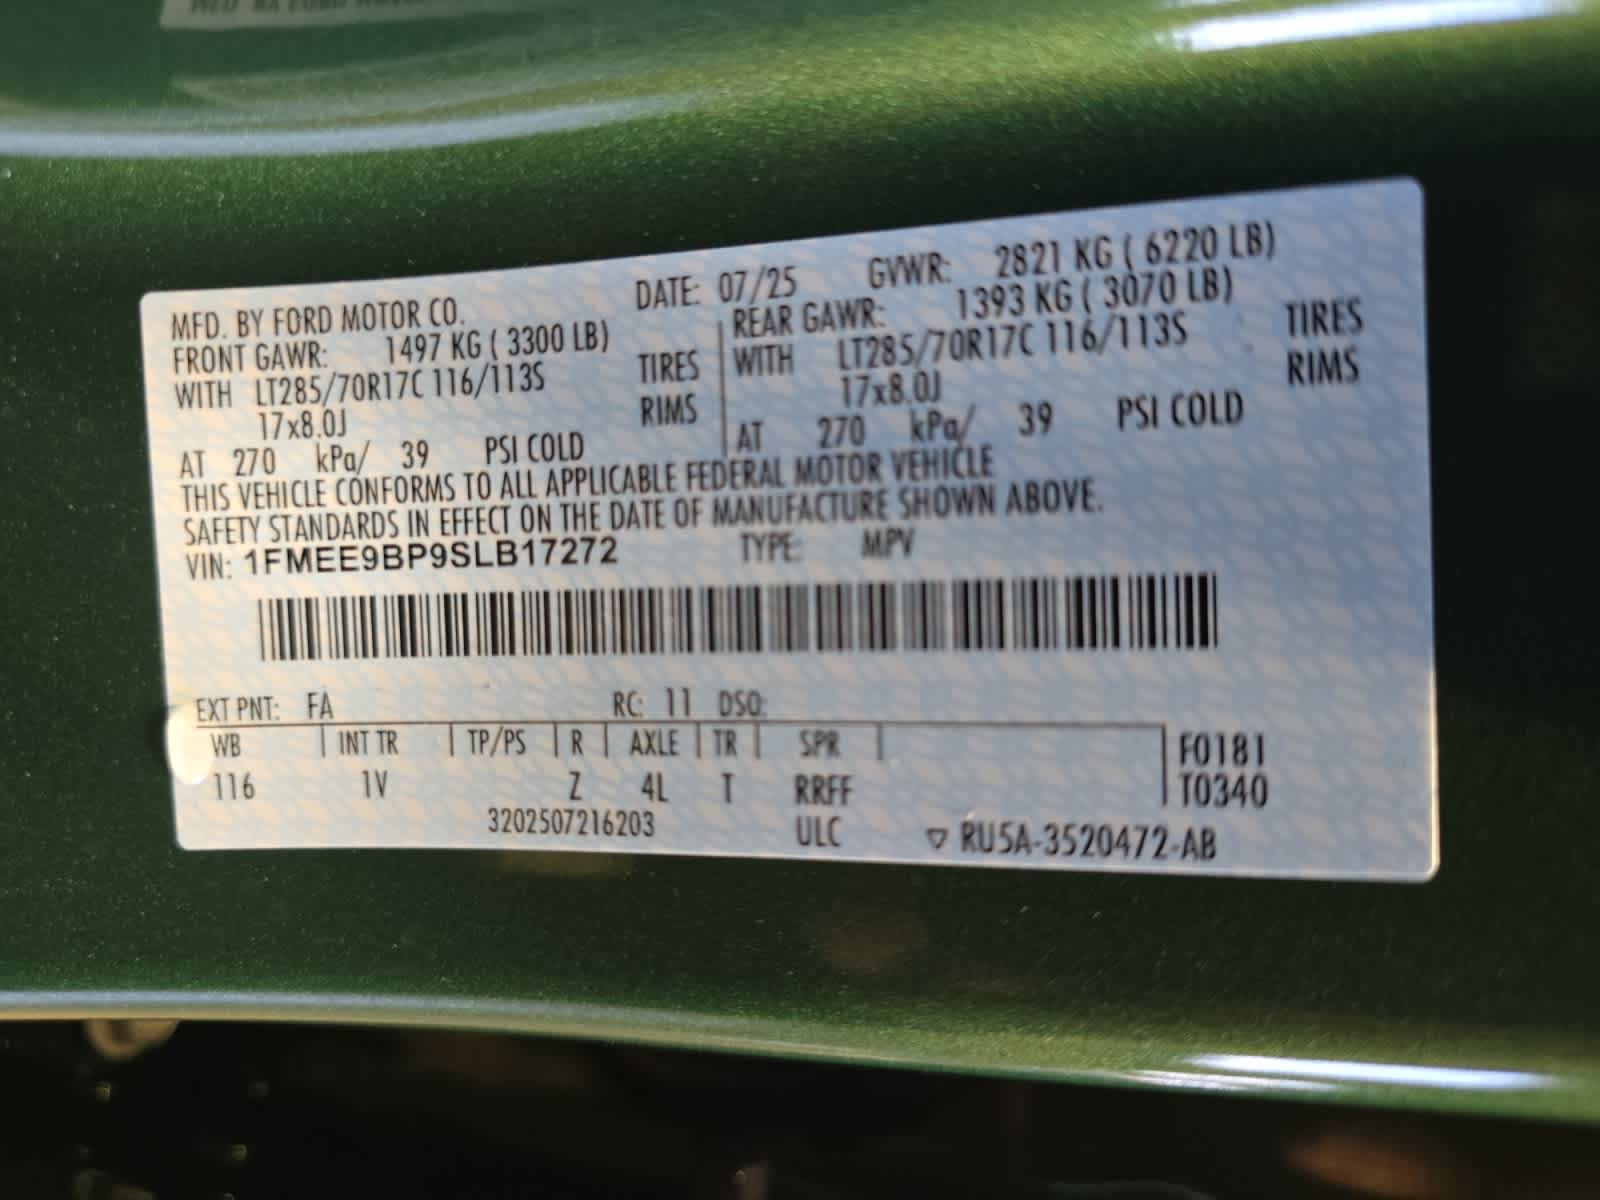 MFD. BY FORD MOTOR CO. DATE: 07/25 GVWR: 2821 KG ( 6220 LB)
FRONT GAWR: 1497 KG ( 3300 LB) REAR GAWR: 1393 KG ( 3070 LB)
WITH LT285/70R17C 116/113S TIRES WITH LT285/70R17C 116/113S TIRES
17x8.0J RIMS 17x8.0J RIMS
AT 270 kPa/ 39 PSI COLD AT 270 kPa/ 39 PSI COLD
THIS VEHICLE CONFORMS TO ALL APPLICABLE FEDERAL MOTOR VEHICLE
SAFETY STANDARDS IN EFFECT ON THE DATE OF MANUFACTURE SHOWN ABOVE.
VIN: 1FMEE9BP9SLB17272 TYPE: MPV
EXT PNT: FA RC: 11 DSO:
WB INT TR TP/PS R AXLE TR SPR F0181
116 1V Z 4L T RRFF T0340
3202507216203 ULC ▽ RU5A-3520472-AB